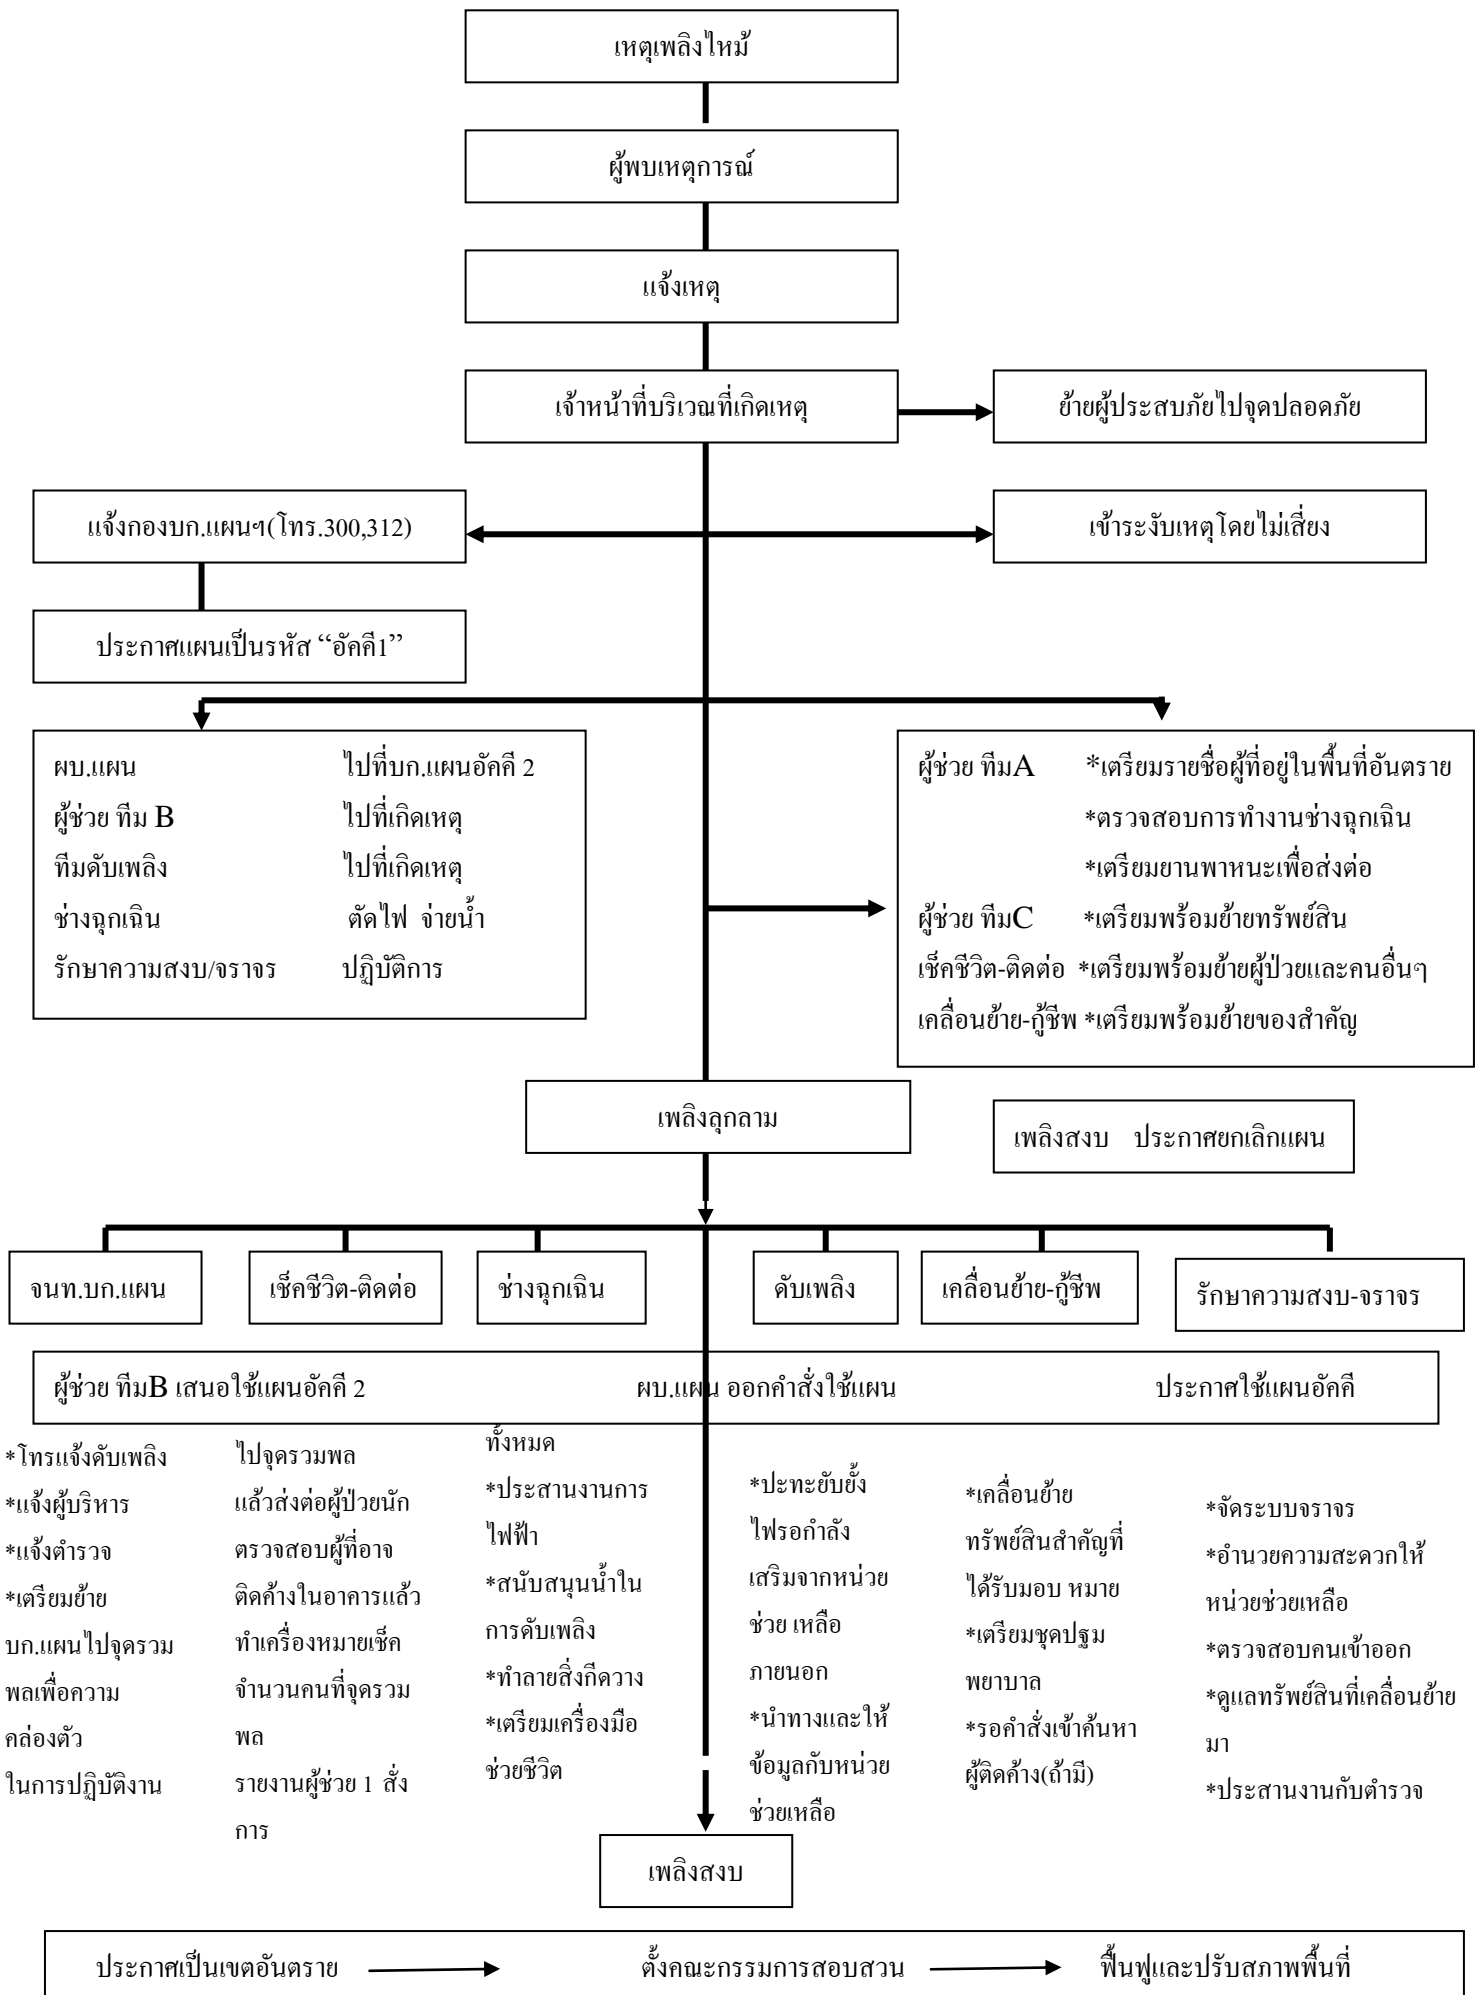 เหตุเพลิงไหม้
ผู้พบเหตุการณ์
แจ้งเหตุ
เจ้าหน้าที่บริเวณที่เกิดเหตุ
ย้ายผู้ประสบภัยไปจุดปลอดภัย
แจ้งกองบก.แผนฯ(โทร.300,312)
เข้าระงับเหตุโดยไม่เสี่ยง
ประกาศแผนเป็นรหัส “อัคคี1”
ผบ.แผน ไปที่บก.แผนอัคคี 2
ผู้ช่วย ทีม B ไปที่เกิดเหตุ
ทีมดับเพลิง ไปที่เกิดเหตุ
ช่างฉุกเฉิน ตัดไฟ จ่ายน้ำ
รักษาความสงบ/จราจร ปฏิบัติการ
ผู้ช่วย ทีมA *เตรียมรายชื่อผู้ที่อยู่ในพื้นที่อันตราย
*ตรวจสอบการทำงานช่างฉุกเฉิน
*เตรียมยานพาหนะเพื่อส่งต่อ
ผู้ช่วย ทีมC *เตรียมพร้อมย้ายทรัพย์สิน
เช็คชีวิต-ติดต่อ *เตรียมพร้อมย้ายผู้ป่วยและคนอื่นๆ
เคลื่อนย้าย-กู้ชีพ *เตรียมพร้อมย้ายของสำคัญ
เพลิงลุกลาม
เพลิงสงบ ประกาศยกเลิกแผน
จนท.บก.แผน
เช็คชีวิต-ติดต่อ
ช่างฉุกเฉิน
ดับเพลิง
เคลื่อนย้าย-กู้ชีพ
รักษาความสงบ-จราจร
ผู้ช่วย ทีมB เสนอใช้แผนอัคคี 2 ผบ.แผน ออกคำสั่งใช้แผน ประกาศใช้แผนอัคคี
*โทรแจ้งดับเพลิง
*แจ้งผู้บริหาร
*แจ้งตำรวจ
*เตรียมย้าย
บก.แผนไปจุดรวม
พลเพื่อความ
คล่องตัว
ในการปฏิบัติงาน
ไปจุดรวมพล
แล้วส่งต่อผู้ป่วยนัก
ตรวจสอบผู้ที่อาจ
ติดค้างในอาคารแล้ว
ทำเครื่องหมายเช็ค
จำนวนคนที่จุดรวม
พล
รายงานผู้ช่วย 1 สั่ง
การ
ทั้งหมด
*ประสานงานการ
ไฟฟ้า
*สนับสนุนน้ำใน
การดับเพลิง
*ทำลายสิ่งกีดวาง
*เตรียมเครื่องมือ
ช่วยชีวิต
*ปะทะยับยั้ง
ไฟรอกำลัง
เสริมจากหน่วย
ช่วย เหลือ
ภายนอก
*นำทางและให้
ข้อมูลกับหน่วย
ช่วยเหลือ
*เคลื่อนย้าย
ทรัพย์สินสำคัญที่
ได้รับมอบ หมาย
*เตรียมชุดปฐม
พยาบาล
*รอคำสั่งเข้าค้นหา
ผู้ติดค้าง(ถ้ามี)
*จัดระบบจราจร
*อำนวยความสะดวกให้
หน่วยช่วยเหลือ
*ตรวจสอบคนเข้าออก
*ดูแลทรัพย์สินที่เคลื่อนย้าย
มา
*ประสานงานกับตำรวจ
เพลิงสงบ
ประกาศเป็นเขตอันตราย ตั้งคณะกรรมการสอบสวน ฟื้นฟูและปรับสภาพพื้นที่